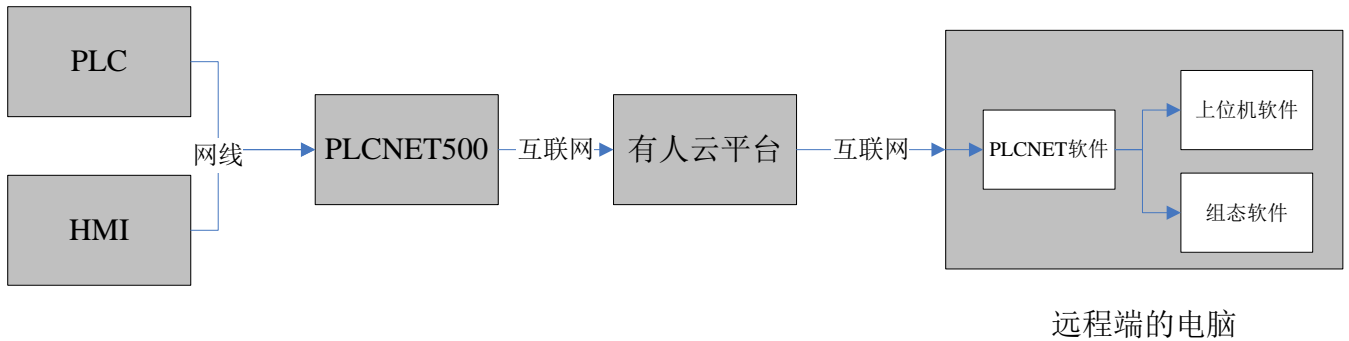 PLC
HMI
网线
PLCNET500
互联网
有人云平台
互联网
PLCNET软件
上位机软件
组态软件
远程端的电脑